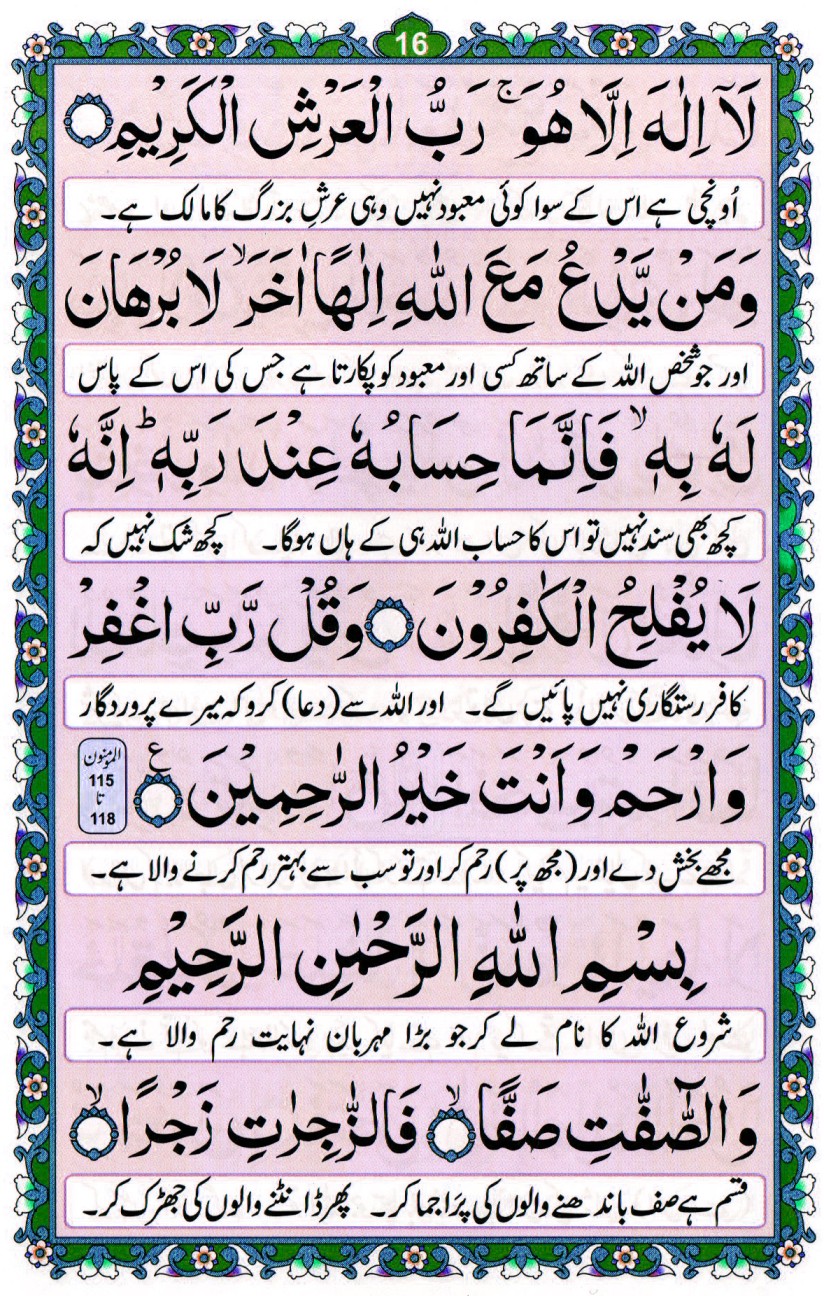 16
لَاۤ اِلٰهَ اِلَّا هُوَ ۚ رَبُّ الْعَرْشِ الْكَرِيْمِ
اُونچی ہے اس کے سوا کوئی معبود نہیں وہی عرشِ بزرگ کا مالک ہے۔
وَمَنْ يَّدْعُ مَعَ اللّٰهِ اِلٰهًا اٰخَرَ ۙ لَا بُرْهَانَ
اور جو شخص اللہ کے ساتھ کسی اور معبود کو پکارتا ہے جس کی اس کے پاس
لَهٗ بِهٖ ۙ فَاِنَّمَا حِسَابُهٗ عِنْدَ رَبِّهٖ ؕ اِنَّهٗ
کچھ بھی سند نہیں تو اس کا حساب اللہ ہی کے ہاں ہوگا۔ کچھ شک نہیں کہ
لَا يُفْلِحُ الْكٰفِرُوْنَ وَقُلْ رَّبِّ اغْفِرْ
کافر رستگاری نہیں پائیں گے۔ اور اللہ سے (دعا) کرو کہ میرے پروردگار
وَارْحَمْ وَاَنْتَ خَيْرُ الرّٰحِمِيْنَ ع
المؤمنون
115
تا
118
مجھے بخش دے اور (مجھ پر) رحم کر اور تو سب سے بہتر رحم کرنے والا ہے۔
بِسْمِ اللّٰهِ الرَّحْمٰنِ الرَّحِيْمِ
شروع اللہ کا نام لے کر جو بڑا مہربان نہایت رحم والا ہے۔
وَالصّٰٓفّٰتِ صَفًّا ۙ فَالزّٰجِرٰتِ زَجْرًا ۙ
قسم ہے صف باندھنے والوں کی پَرا جما کر۔ پھر ڈانٹنے والوں کی جھڑک کر۔